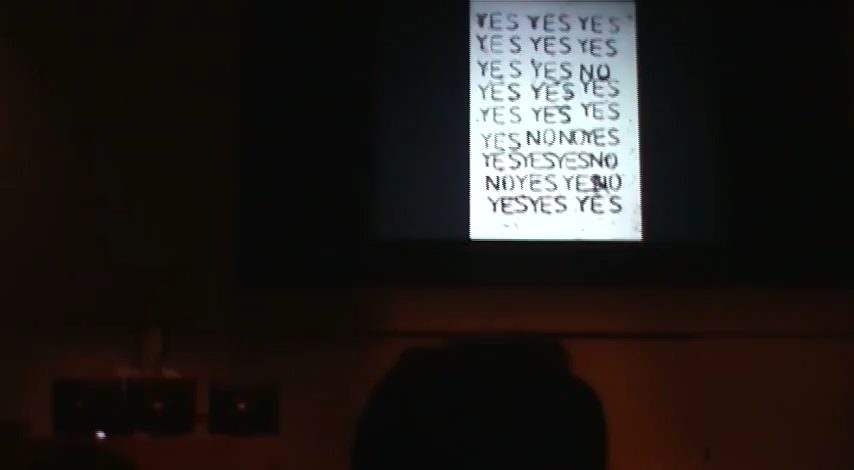 YES YES YES
YES YES YES
YES YES NO
YES YES YES
YES YES YES
YES NO NO YES
YES YES YES NO
NO YES YES NO
YES YES YES